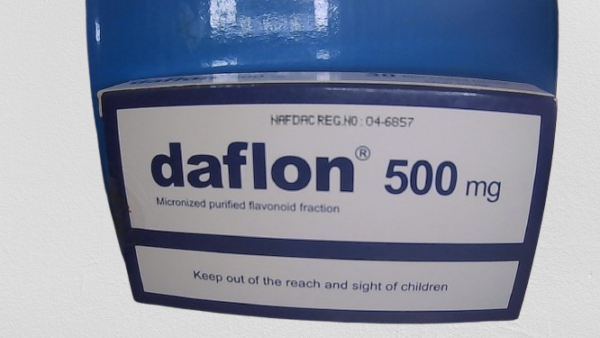 NAFDAC REG.NO: 04-6857
daflon® 500 mg
Micronized purified flavonoid fraction
Keep out of the reach and sight of children